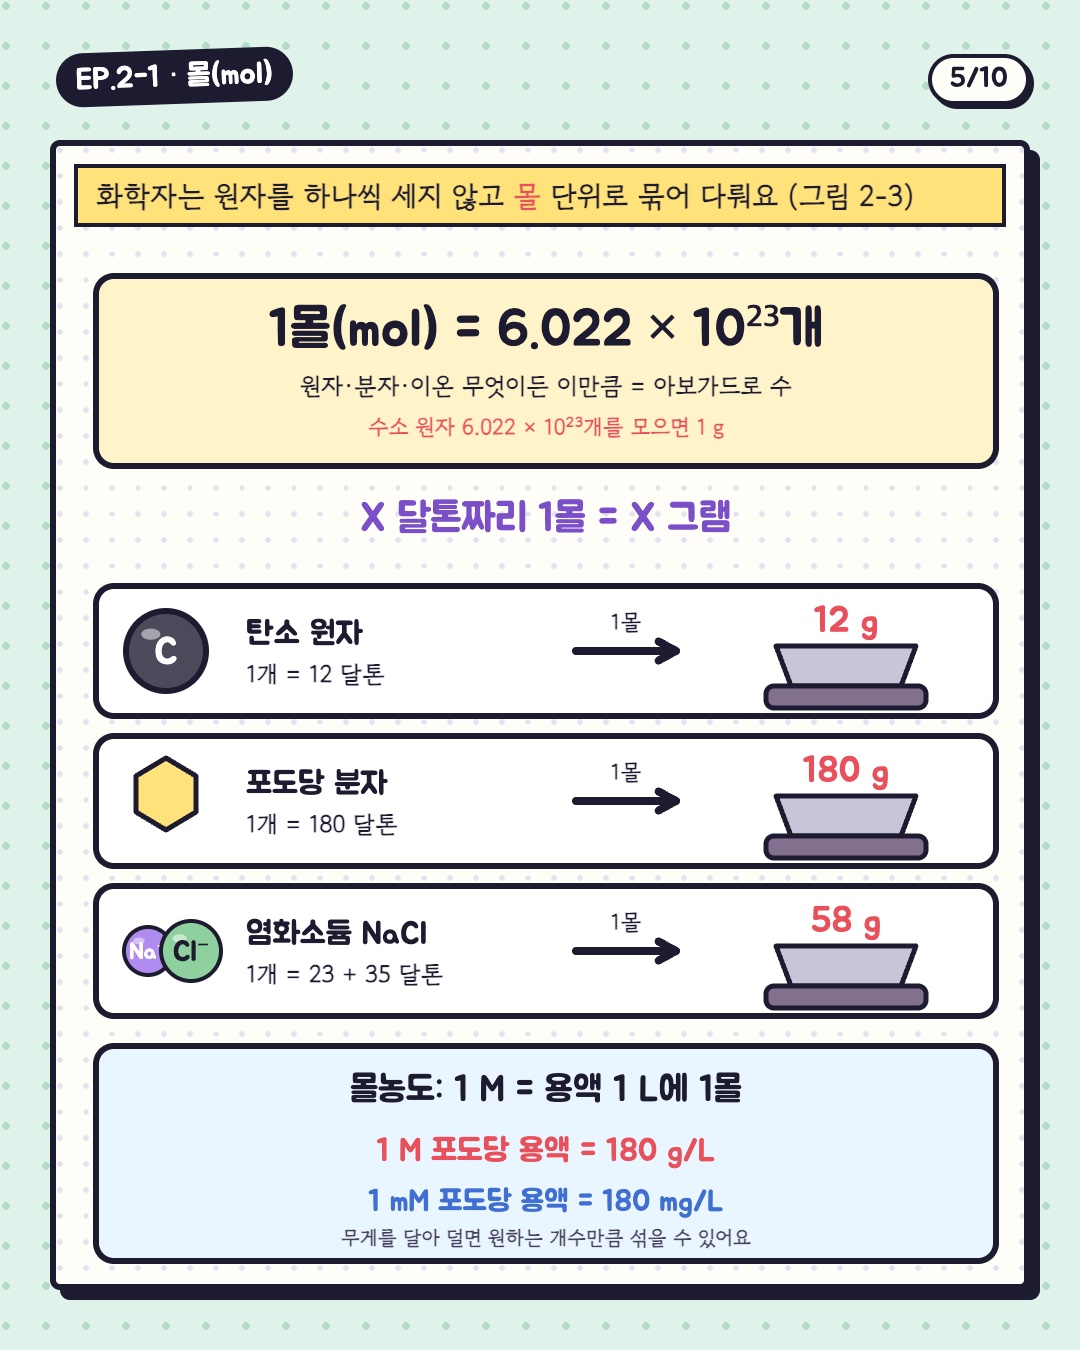 EP.2-1 · 몰(mol)
5/10
화학자는 원자를 하나씩 세지 않고 몰 단위로 묶어 다뤄요 (그림 2-3)
1몰(mol) = 6.022 × 10²³개
원자·분자·이온 무엇이든 이만큼 = 아보가드로 수
수소 원자 6.022 × 10²³개를 모으면 1 g
X 달톤짜리 1몰 = X 그램
C
탄소 원자
1개 = 12 달톤
1몰
12 g
포도당 분자
1개 = 180 달톤
1몰
180 g
Na
Cl⁻
염화소듐 NaCl
1개 = 23 + 35 달톤
1몰
58 g
몰농도: 1 M = 용액 1 L에 1몰
1 M 포도당 용액 = 180 g/L
1 mM 포도당 용액 = 180 mg/L
무게를 달아 덜면 원하는 개수만큼 섞을 수 있어요